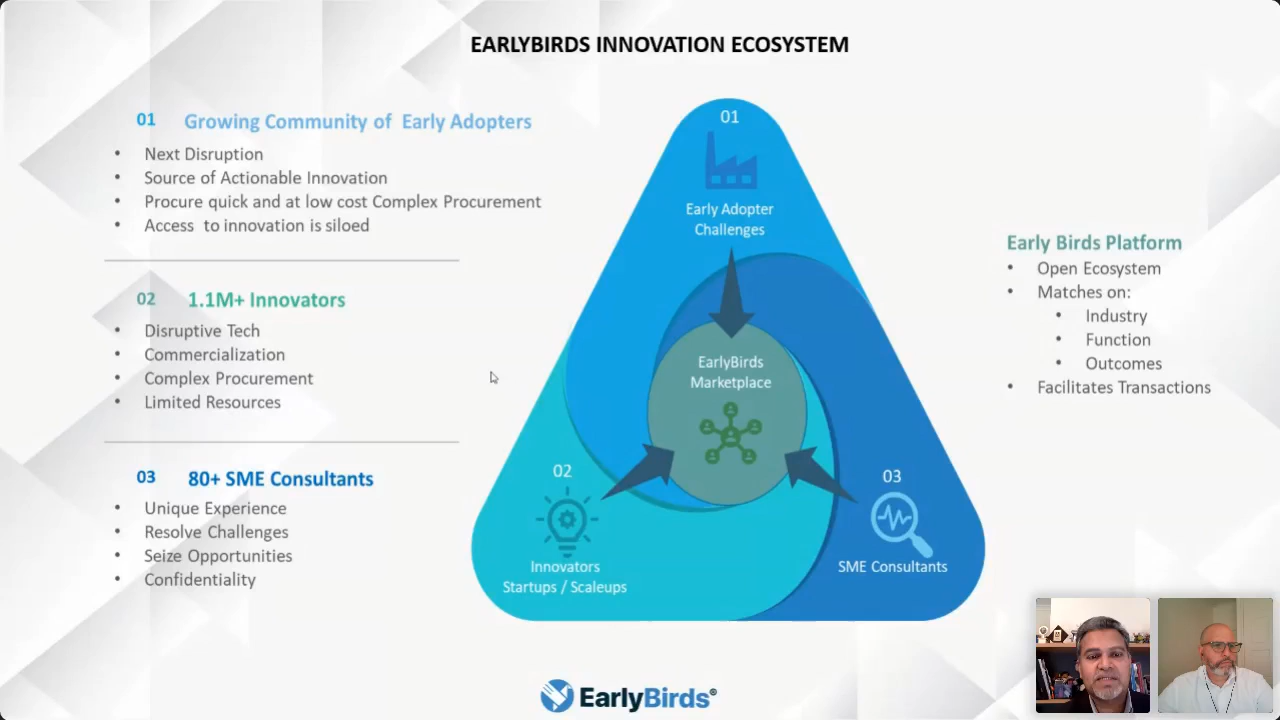 EARLYBIRDS INNOVATION ECOSYSTEM
01 Growing Community of Early Adopters
• Next Disruption
• Source of Actionable Innovation
• Procure quick and at low cost Complex Procurement
• Access to innovation is siloed
02 1.1M+ Innovators
• Disruptive Tech
• Commercialization
• Complex Procurement
• Limited Resources
03 80+ SME Consultants
• Unique Experience
• Resolve Challenges
• Seize Opportunities
• Confidentiality
01
Early Adopter
Challenges
EarlyBirds
Marketplace
02
Innovators
Startups / Scaleups
03
SME Consultants
Early Birds Platform
• Open Ecosystem
• Matches on:
• Industry
• Function
• Outcomes
• Facilitates Transactions
EarlyBirds®